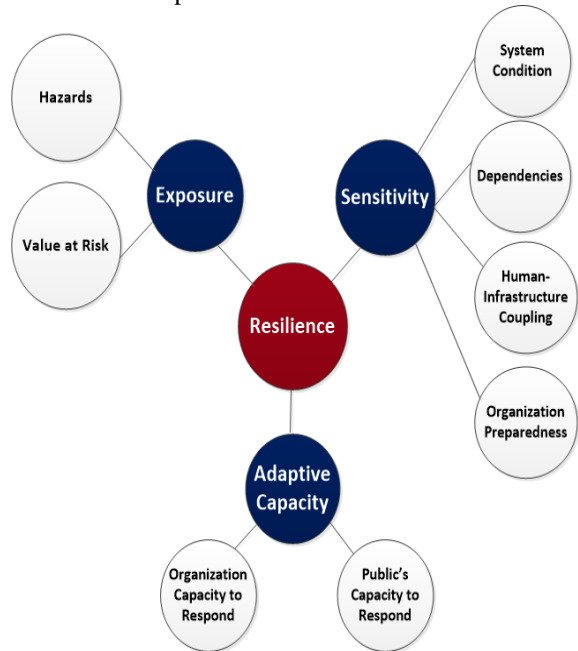 Hazards
Value at Risk
Exposure
Sensitivity
System
Condition
Dependencies
Human-
Infrastructure
Coupling
Organization
Preparedness
Resilience
Adaptive
Capacity
Organization
Capacity to
Respond
Public's
Capacity to
Respond